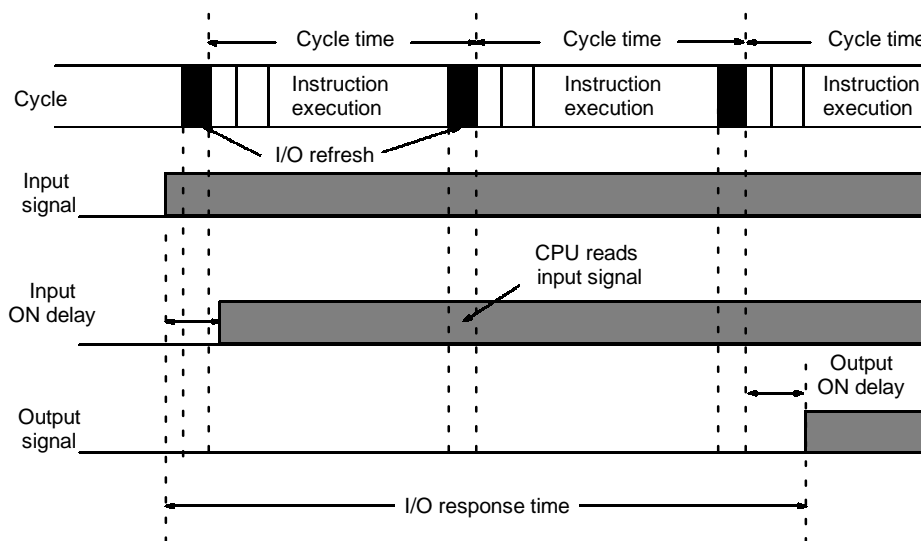 Cycle time
Cycle time
Cycle time
Cycle
Instruction
execution
Instruction
execution
Instruction
execution
I/O refresh
Input
signal
CPU reads
input signal
Input
ON delay
Output
ON delay
Output
signal
I/O response time